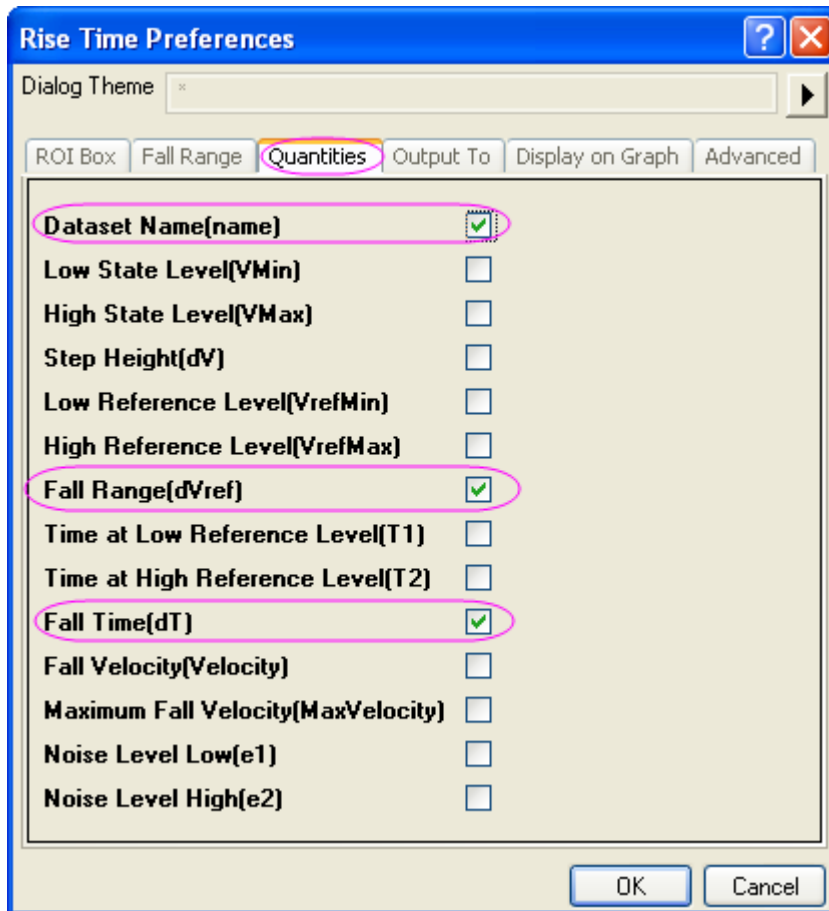 Rise Time Preferences
Dialog Theme *
ROI Box Fall Range Quantities Output To Display on Graph Advanced
Dataset Name(name)
Low State Level(VMin)
High State Level(VMax)
Step Height(dV)
Low Reference Level(VrefMin)
High Reference Level(VrefMax)
Fall Range(dVref)
Time at Low Reference Level(T1)
Time at High Reference Level(T2)
Fall Time(dT)
Fall Velocity(Velocity)
Maximum Fall Velocity(MaxVelocity)
Noise Level Low(e1)
Noise Level High(e2)
OK Cancel